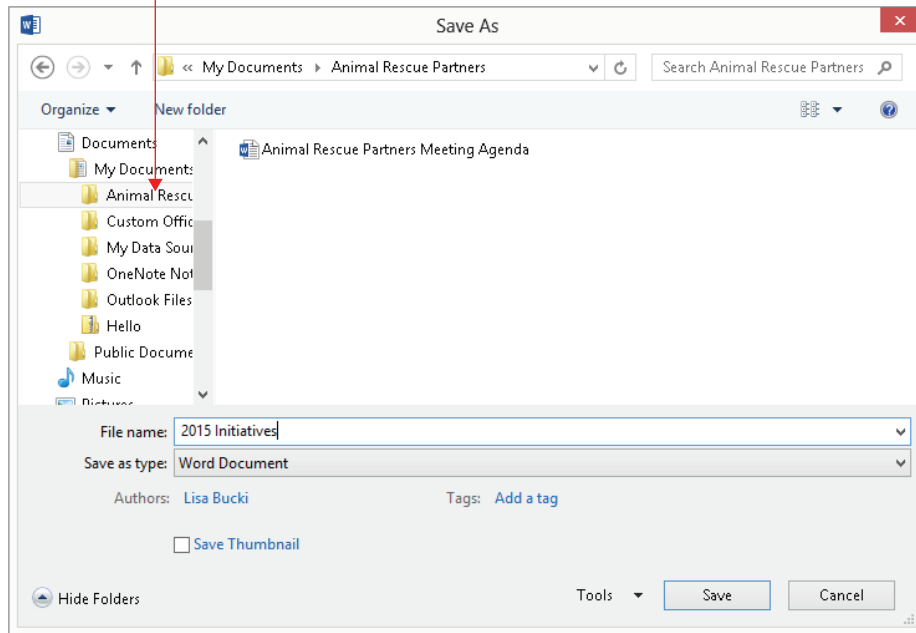 Save As
« My Documents Animal Rescue Partners
Search Animal Rescue Partners
Organize
New folder
Documents
My Documents
Animal Rescu
Custom Offic
My Data Sour
OneNote Not
Outlook Files
Hello
Public Docume
Music
Pictures
Animal Rescue Partners Meeting Agenda
File name: 2015 Initiatives
Save as type: Word Document
Authors: Lisa Bucki Tags: Add a tag
Save Thumbnail
Hide Folders Tools Save Cancel